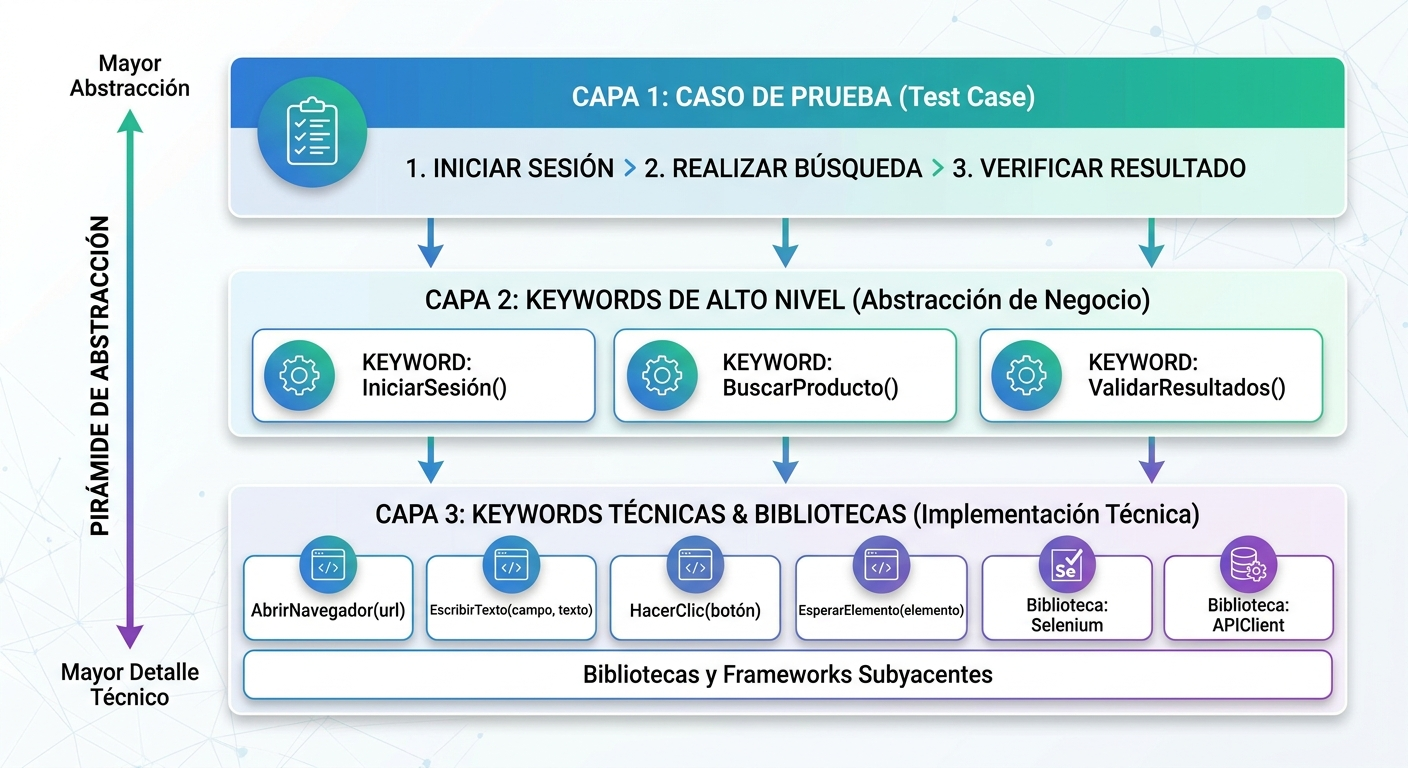 Mayor
Abstracción
PIRÁMIDE DE ABSTRACCIÓN
Mayor Detalle
Técnico
CAPA 1: CASO DE PRUEBA (Test Case)
1. INICIAR SESIÓN > 2. REALIZAR BÚSQUEDA > 3. VERIFICAR RESULTADO
CAPA 2: KEYWORDS DE ALTO NIVEL (Abstracción de Negocio)
KEYWORD:
IniciarSesión()
KEYWORD:
BuscarProducto()
KEYWORD:
ValidarResultados()
CAPA 3: KEYWORDS TÉCNICAS & BIBLIOTECAS (Implementación Técnica)
AbrirNavegador(url)
EscribirTexto(campo, texto)
HacerClic(botón)
EsperarElemento(elemento)
Se
Biblioteca:
Selenium
Biblioteca:
APIClient
Bibliotecas y Frameworks Subyacentes